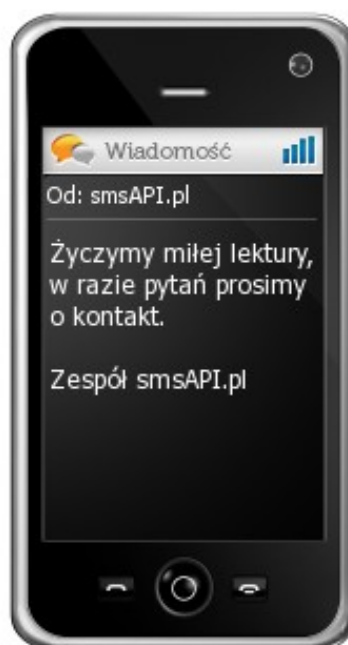 Wiadomość
Od: smsAPI.pl
Życzymy miłej lektury,
w razie pytań prosimy
o kontakt.
Zespół smsAPI.pl